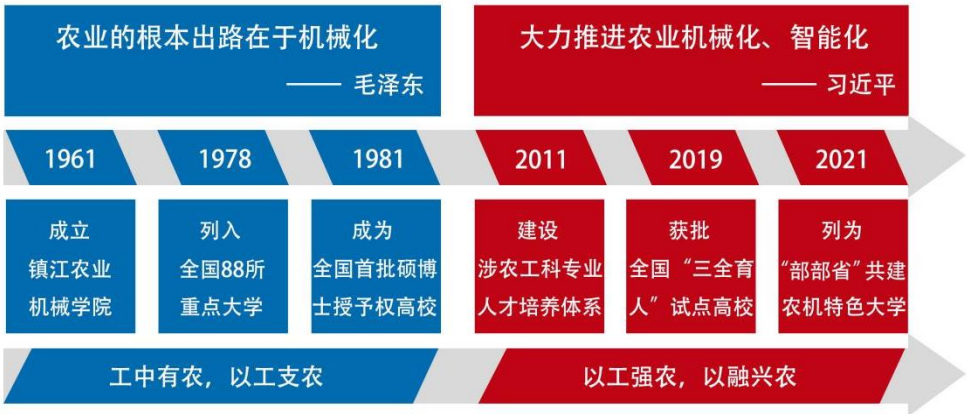 农业的根本出路在于机械化
—— 毛泽东
大力推进农业机械化、智能化
—— 习近平
1961
1978
1981
2011
2019
2021
成立
镇江农业
机械学院
列入
全国88所
重点大学
成为
全国首批硕博
士授予权高校
建设
涉农工科专业
人才培养体系
获批
全国“三全育
人”试点高校
列为
“部部省”共建
农机特色大学
工中有农，以工支农
以工强农，以融兴农